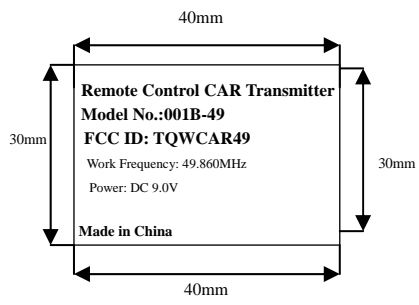 40mm
Remote Control CAR Transmitter
Model No.:001B-49
30mm
FCC ID: TQWCAR49
30mm
Work Frequency: 49.860MHz
Power: DC 9.0V
Made in China
40mm